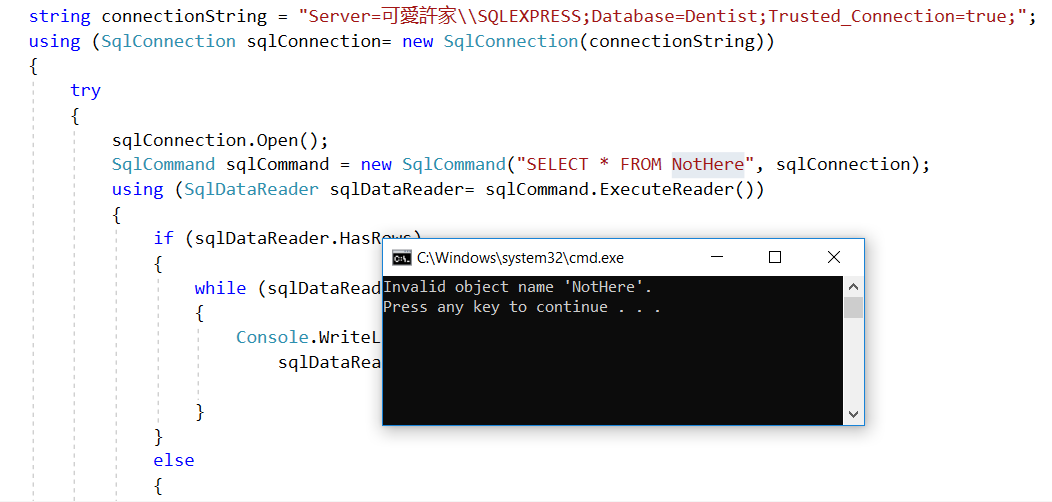 string connectionString = "Server=可愛許家\\SQLEXPRESS;Database=Dentist;Trusted_Connection=true;";
using (SqlConnection sqlConnection= new SqlConnection(connectionString))
{
try
{
sqlConnection.Open();
SqlCommand sqlCommand = new SqlCommand("SELECT * FROM NotHere", sqlConnection);
using (SqlDataReader sqlDataReader= sqlCommand.ExecuteReader())
{
if (sqlDataReader.HasRows)
{
while (sqlDataRead
{
Console.WriteL
sqlDataRea
}
}
else
{
C:\Windows\system32\cmd.exe
Invalid object name 'NotHere'.
Press any key to continue . . .